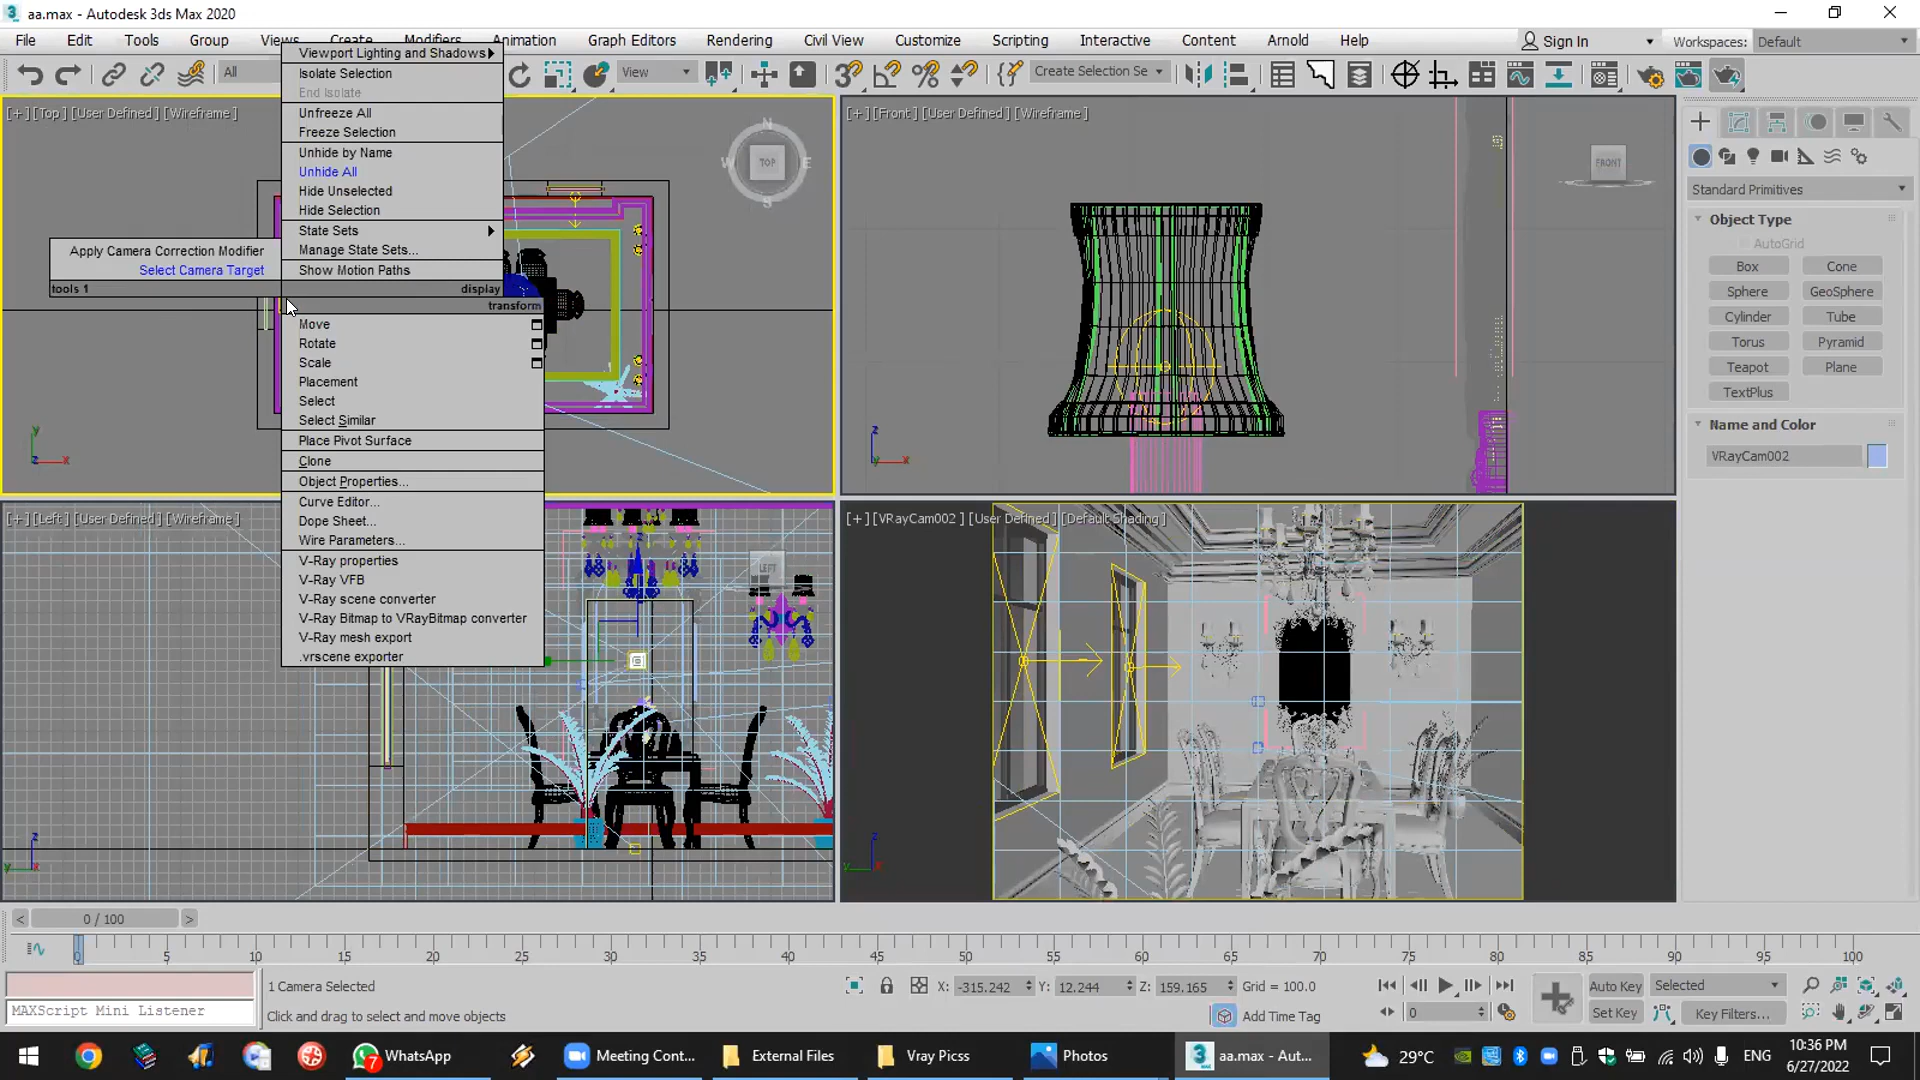 aa.max - Autodesk 3ds Max 2020
File Edit Tools Group Views Create Modifiers Animation Graph Editors Rendering Civil View Customize Scripting Interactive Content Arnold Help Sign In Workspaces: Default
All View Create Selection Se
Viewport Lighting and Shadows
Isolate Selection
End Isolate
Unfreeze All
Freeze Selection
Unhide by Name
Unhide All
Hide Unselected
Hide Selection
State Sets
Manage State Sets...
Show Motion Paths
display
Apply Camera Correction Modifier
Select Camera Target
tools 1
transform
Move
Rotate
Scale
Placement
Select
Select Similar
Place Pivot Surface
Clone
Object Properties...
Curve Editor...
Dope Sheet...
Wire Parameters...
V-Ray properties
V-Ray VFB
V-Ray scene converter
V-Ray Bitmap to VRayBitmap converter
V-Ray mesh export
.vrscene exporter
[+] [Top] [User Defined] [Wireframe]
N
W TOP E
S
y
z x
[+] [Front] [User Defined] [Wireframe]
FRONT
z
y x
[+] [Left] [User Defined] [Wireframe]
LEFT
z
y x
[+] [VRayCam002] [User Defined] [Default Shading]
z
y x
Standard Primitives
Object Type
AutoGrid
Box Cone
Sphere GeoSphere
Cylinder Tube
Torus Pyramid
Teapot Plane
TextPlus
Name and Color
VRayCam002
< 0 / 100 >
0 5 10 15 20 25 30 35 40 45 50 55 60 65 70 75 80 85 90 95 100
1 Camera Selected
X: -315.242 Y: 12.244 Z: 159.165 Grid = 100.0
Auto Key Selected
MAXScript Mini Listener
Click and drag to select and move objects
Add Time Tag
0
Set Key Key Filters...
7 WhatsApp Meeting Cont... External Files Vray Picss Photos 3 MAX aa.max - Aut... 29°C ENG
10:36 PM
6/27/2022